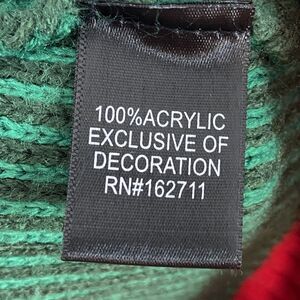 100%ACRYLIC
EXCLUSIVE OF
DECORATION
RN#162711